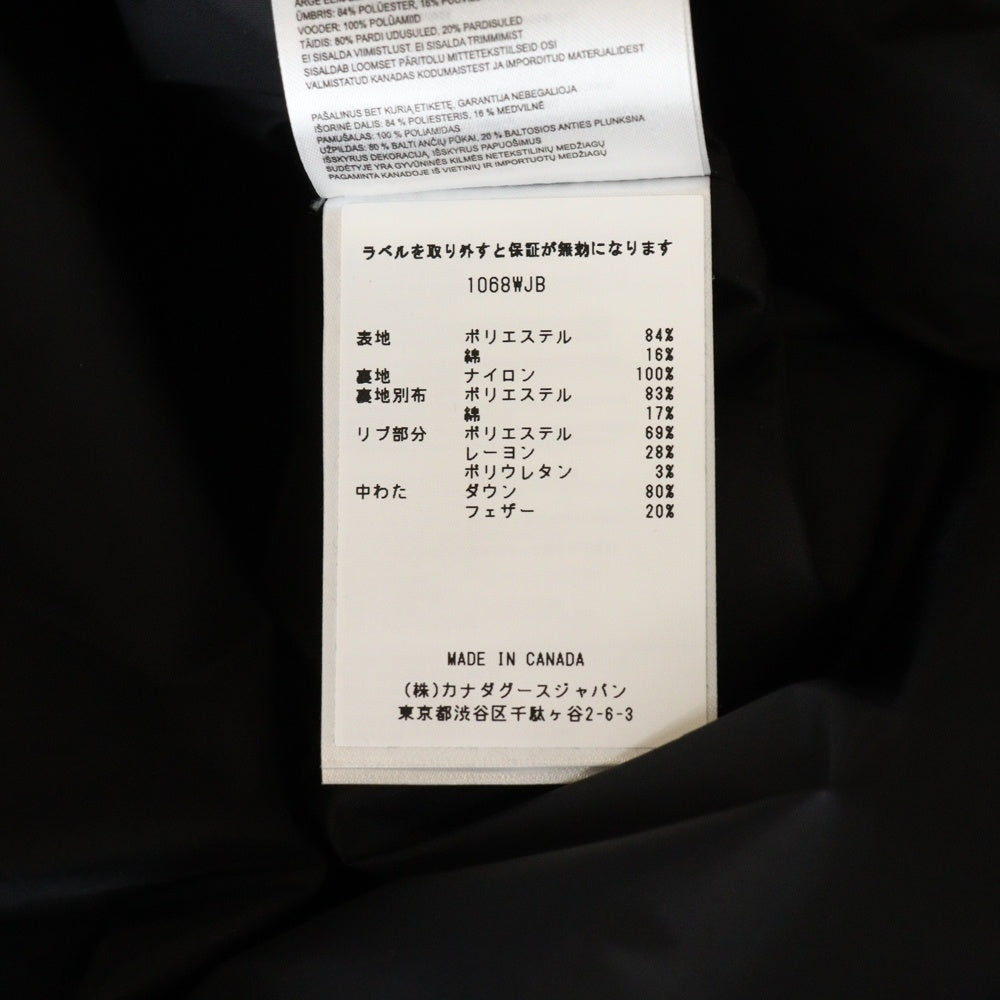 ÜMBRIS: 84% POLÜESTER, 16%
VOODER: 100% POLÜAMIID
TÄIDIS: 80% PARDI UDUSULED, 20% PARDISULED
EI SISALDA VIIMISTLUST. EI SISALDA TRIMMIMIST
SISALDAB LOOMSET PÄRITOLU MITTETEKSTIILSEID OSI
VALMISTATUD KANADAS KODUMAISTEST JA IMPORDITUD MATERJALIDEST
PAŠALINUS BET KURIĄ ETIKETĘ, GARANTIJA NEBEGALIOJA
IŠORINĖ DALIS: 84 % POLIESTERIS, 16 % MEDVILNĖ
PAMUŠALAS: 100 % POLIAMIDAS
UŽPILDAS: 80 % BALTI ANČIŲ PŪKAI, 20 % BALTOSIOS ANTIES PLUNKSNA
IŠSKYRUS DEKORACIJĄ, IŠSKYRUS PAPUOŠIMUS
SUDĖTYJE YRA GYVŪNINĖS KILMĖS NETEKSTILINIŲ MEDŽIAGŲ
PAGAMINTA KANADOJE IŠ VIETINIŲ IR IMPORTUOTŲ MEDŽIAGŲ
ラベルを取り外すと保証が無効になります
1068WJB
表地 ポリエステル 84%
綿 16%
裏地 ナイロン 100%
裏地別布 ポリエステル 83%
綿 17%
リブ部分 ポリエステル 69%
レーヨン 28%
ポリウレタン 3%
中わた ダウン 80%
フェザー 20%
MADE IN CANADA
(株)カナダグースジャパン
東京都渋谷区千駄ヶ谷2-6-3